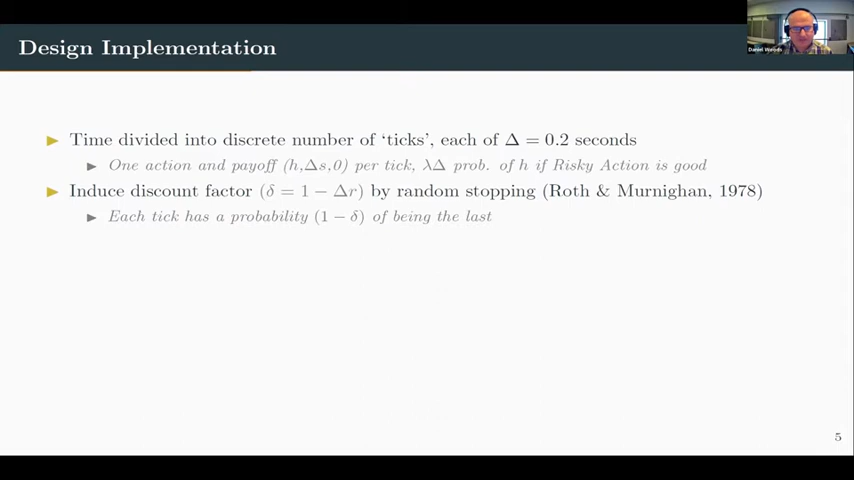 Design Implementation
Daniel Woods
▶ Time divided into discrete number of ‘ticks’, each of Δ = 0.2 seconds
▶ One action and payoff (h,Δs,0) per tick, λΔ prob. of h if Risky Action is good
▶ Induce discount factor (δ = 1 − Δr) by random stopping (Roth & Murnighan, 1978)
▶ Each tick has a probability (1 − δ) of being the last
5